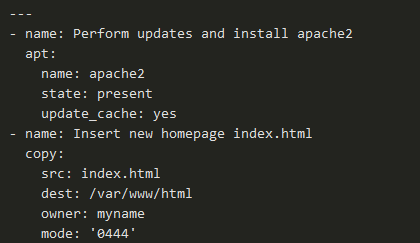 ---
- name: Perform updates and install apache2
  apt:
    name: apache2
    state: present
    update_cache: yes
- name: Insert new homepage index.html
  copy:
    src: index.html
    dest: /var/www/html
    owner: myname
    mode: '0444'